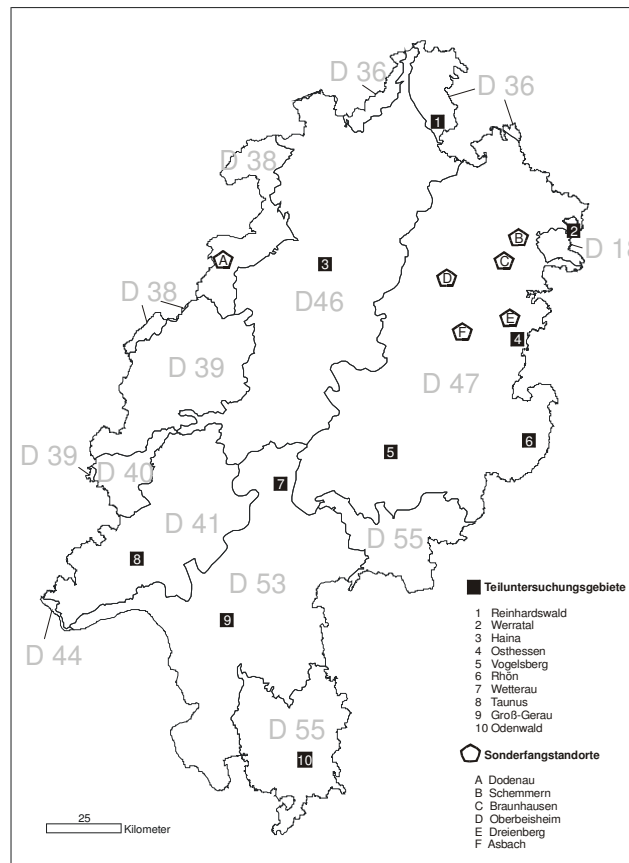 D 36
D 36
1
D 38
B
2
A
C
D 18
3
D
D 38
D46
E
F
4
D 39
D 47
6
5
D 39
D 40
7
D 41
D 55
8
D 53
Teiluntersuchungsgebiete
9
1 Reinhardswald
2 Werratal
3 Haina
4 Osthessen
5 Vogelsberg
6 Rhön
7 Wetterau
8 Taunus
9 Groß-Gerau
10 Odenwald
D 44
D 55
10
Sonderfangstandorte
A Dodenau
B Schemmern
C Braunhausen
D Oberbeisheim
E Dreienberg
F Asbach
25
Kilometer